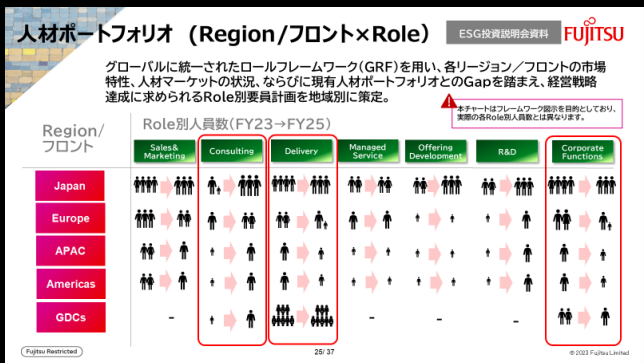 人材ポートフォリオ (Region/フロント×Role)
ESG投資説明会資料
FUJITSU
グローバルに統一されたロールフレームワーク(GRF)を用い、各リージョン/フロントの市場
特性、人材マーケットの状況、ならびに現有人材ポートフォリオとのGapを踏まえ、経営戦略
達成に求められるRole別要員計画を地域別に策定。
本チャートはフレームワーク図示を目的としており、
実際の各Role別人員数とは異なります。
Region/
フロント
Role別人員数(FY23→FY25)
Sales&
Marketing
Consulting
Delivery
Managed
Service
Offering
Development
R&D
Corporate
Functions
Japan
Europe
APAC
Americas
GDCs
-
-
-
-
Fujitsu Restricted
25/ 37
© 2023 Fujitsu Limited